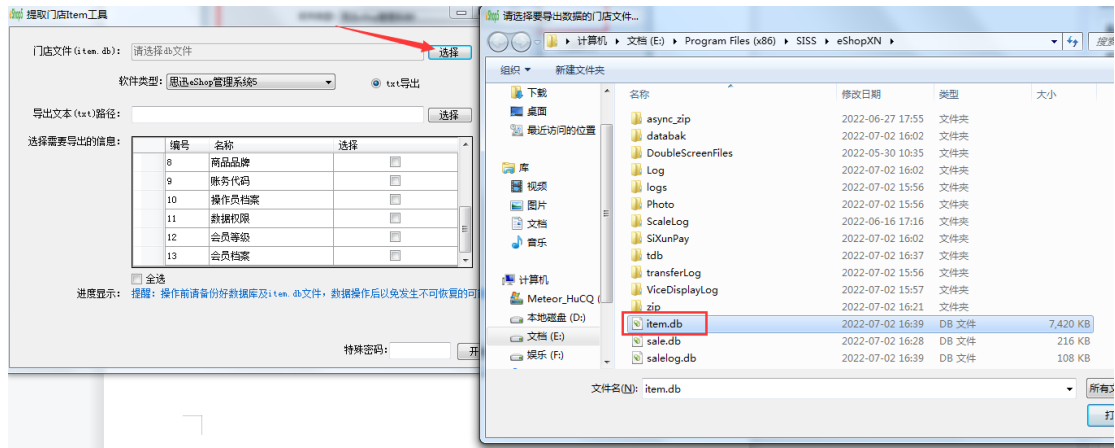 提取门店Item工具
门店文件(item.db): 请选择db文件 选择
软件类型: 思迅eShop管理系统5 txt导出
导出文本(txt)路径: 选择
选择需要导出的信息:
编号 名称 选择
8 商品品牌
9 账务代码
10 操作员档案
11 数据权限
12 会员等级
13 会员档案
全选
进度显示: 提醒: 操作前请备份好数据库及item.db文件，数据操作后以免发生不可恢复的可
特殊密码: 开
请选择要导出数据的门店文件...
计算机 文档 (E:) Program Files (x86) SISS eShopXN
组织 新建文件夹
下载
桌面
最近访问的位置
库
视频
图片
文档
音乐
计算机
Meteor_HuCQ (
本地磁盘 (D:)
文档 (E:)
娱乐 (F:)
名称 修改日期 类型 大小
async_zip 2022-06-27 17:55 文件夹
databak 2022-07-02 16:02 文件夹
DoubleScreenFiles 2022-05-30 10:35 文件夹
Log 2022-07-02 16:02 文件夹
logs 2022-07-02 15:56 文件夹
Photo 2022-07-02 15:56 文件夹
ScaleLog 2022-06-16 17:16 文件夹
SiXunPay 2022-07-02 16:02 文件夹
tdb 2022-07-02 16:37 文件夹
transferLog 2022-07-02 15:56 文件夹
ViceDisplayLog 2022-07-02 15:57 文件夹
zip 2022-07-02 16:21 文件夹
item.db 2022-07-02 16:39 DB 文件 7,420 KB
sale.db 2022-07-02 16:28 DB 文件 216 KB
salelog.db 2022-07-02 16:39 DB 文件 108 KB
文件名(N): item.db 所有文
打